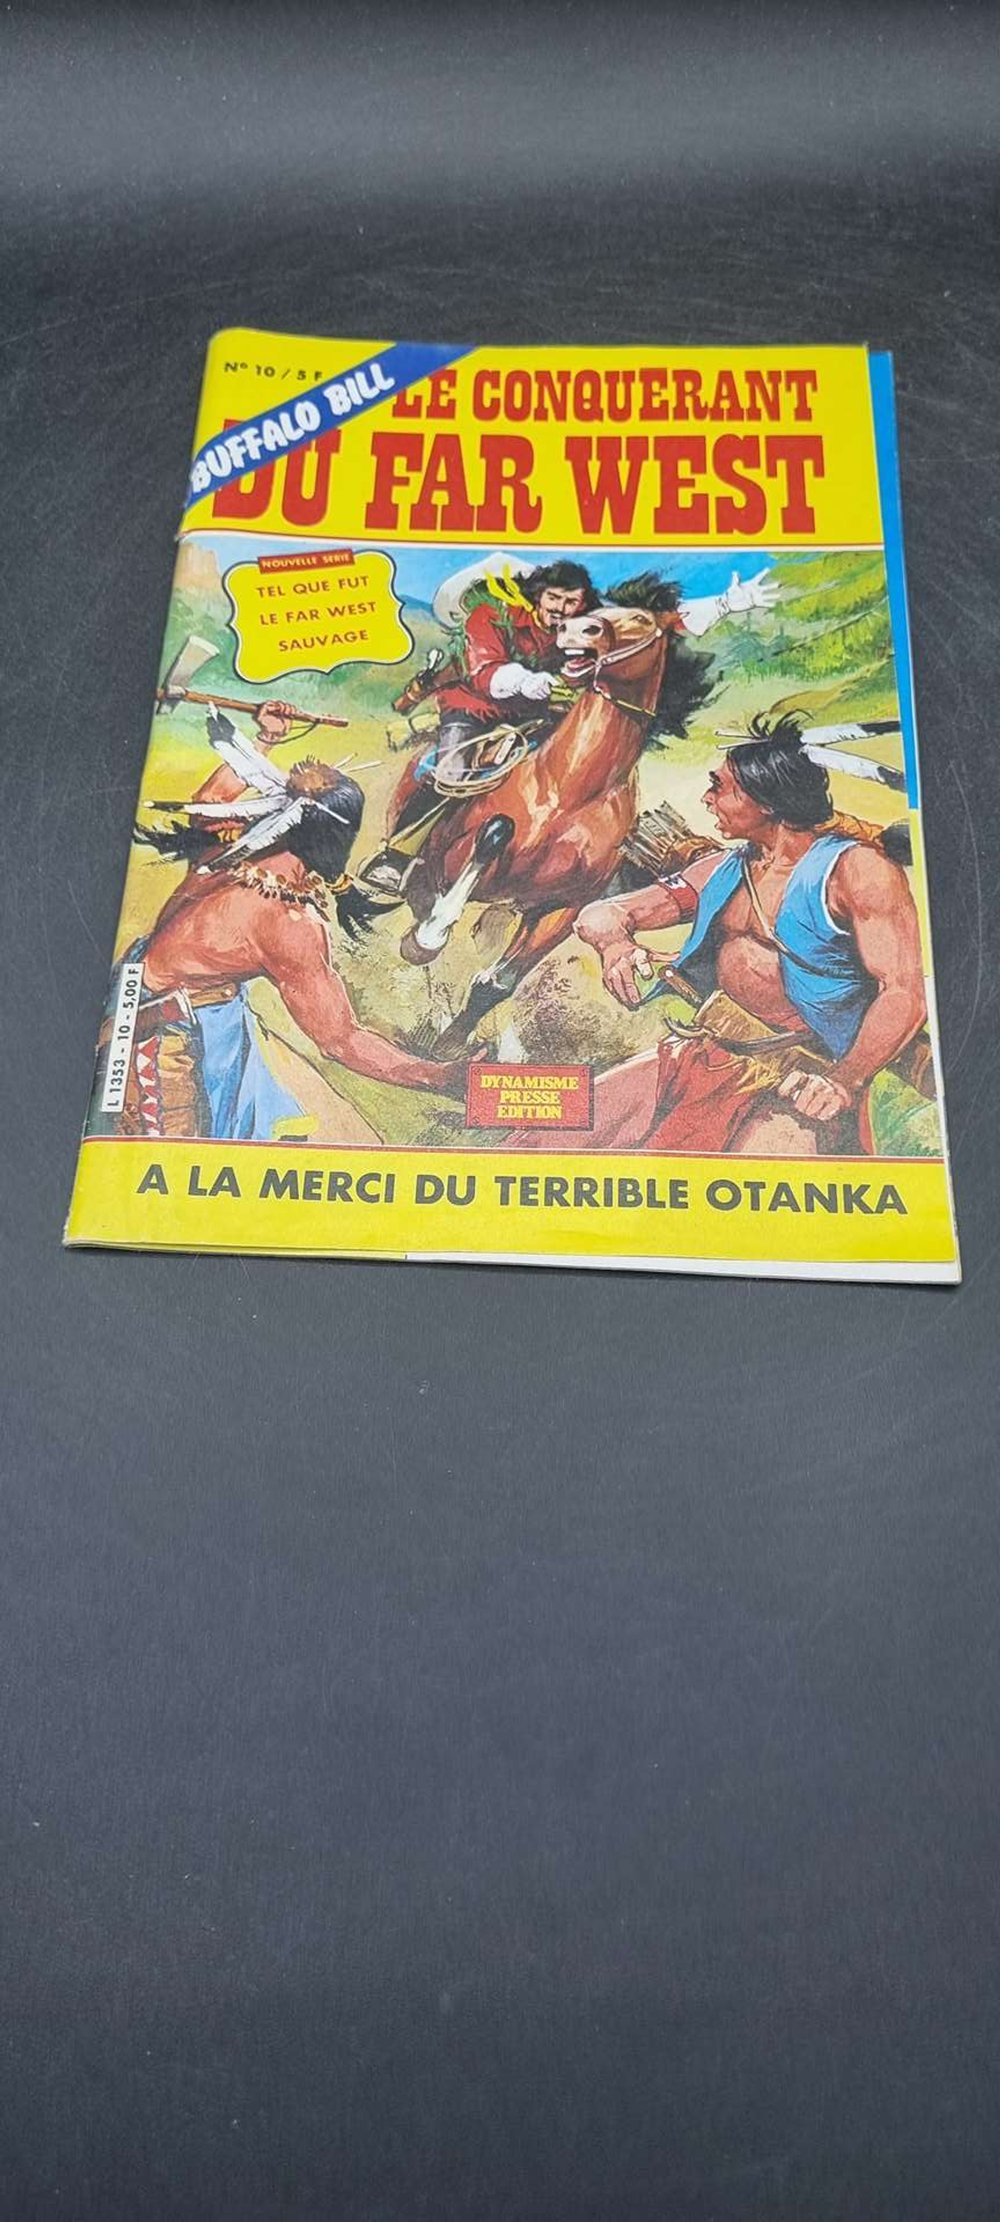 Nº 10 / 5 F
BUFFALO BILL
LE CONQUERANT
DU FAR WEST
NOUVELLE SERIE
TEL QUE FUT
LE FAR WEST
SAUVAGE
L 1353 - 10 - 5,00 F
DYNAMISME
PRESSE
EDITION
A LA MERCI DU TERRIBLE OTANKA